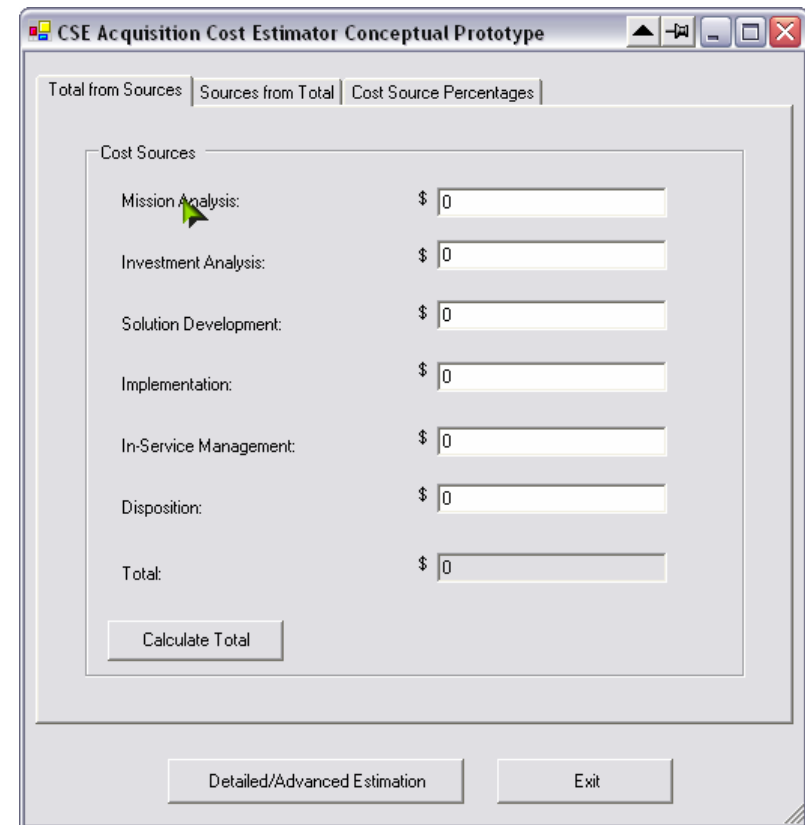 CSE Acquisition Cost Estimator Conceptual Prototype
Total from Sources Sources from Total Cost Source Percentages
Cost Sources
Mission Analysis: $ 0
Investment Analysis: $ 0
Solution Development: $ 0
Implementation: $ 0
In-Service Management: $ 0
Disposition: $ 0
Total: $ 0
Calculate Total
Detailed/Advanced Estimation Exit